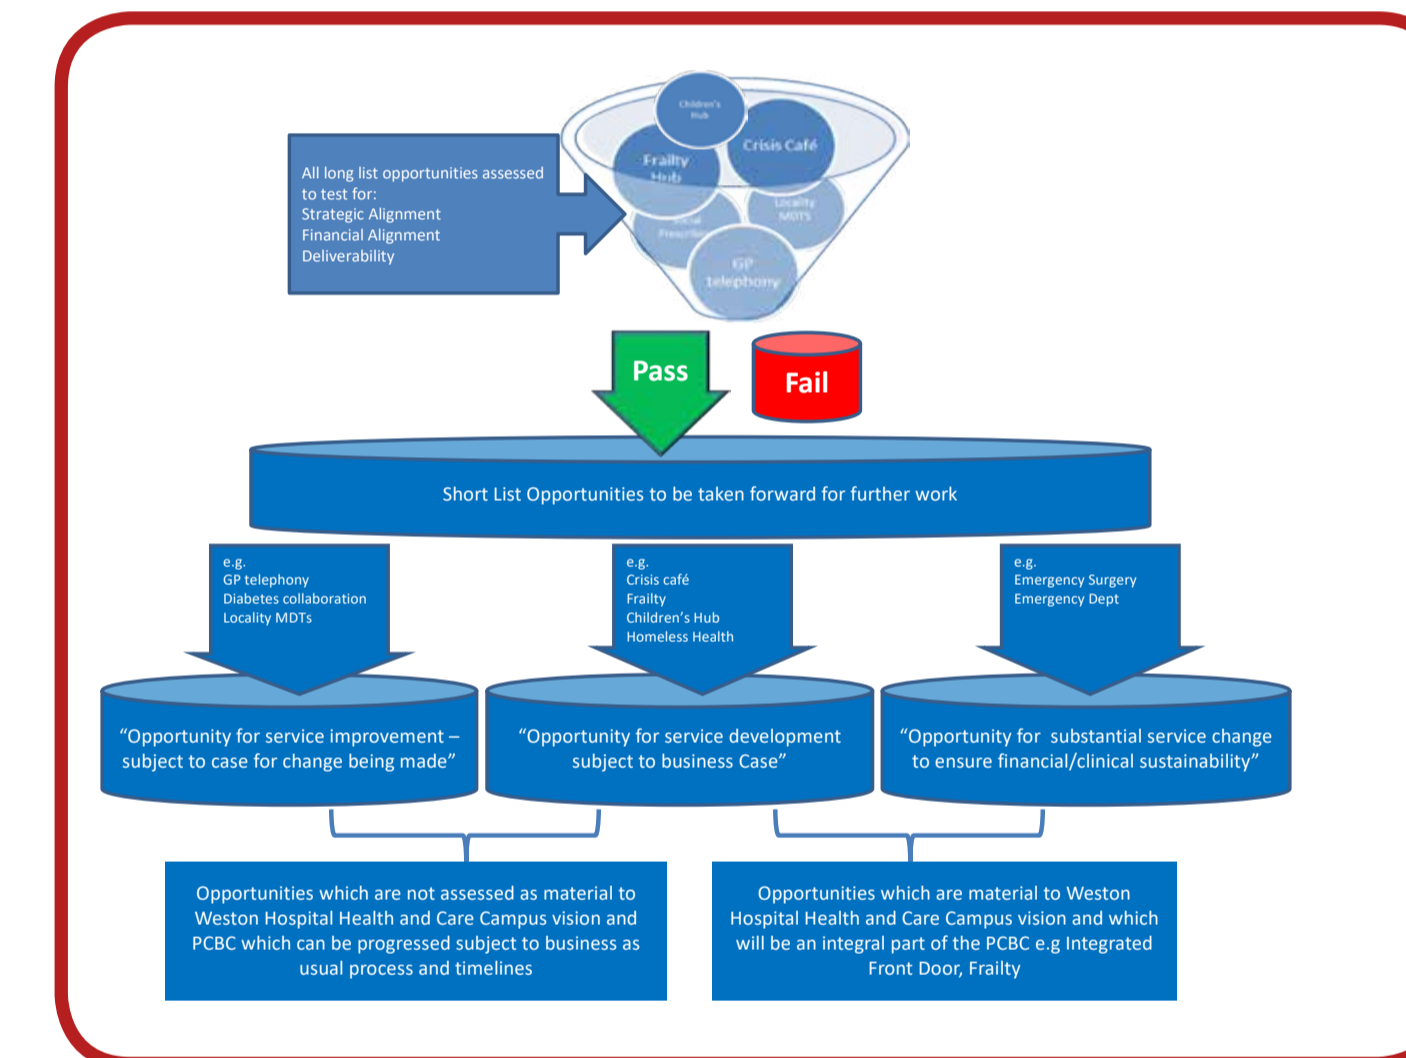 All long list opportunities assessed
to test for:
Strategic Alignment
Financial Alignment
Deliverability
Children's
Hub
Crisis Café
Frailty
Hub
Locality
MDTS
GP
telephony
Pass
Fail
Short List Opportunities to be taken forward for further work
e.g.
GP telephony
Diabetes collaboration
Locality MDTs
e.g.
Crisis café
Frailty
Children's Hub
Homeless Health
e.g.
Emergency Surgery
Emergency Dept
“Opportunity for service improvement –
subject to case for change being made”
“Opportunity for service development
subject to business Case”
“Opportunity for  substantial service change
to ensure financial/clinical sustainability”
Opportunities which are not assessed as material to
Weston Hospital Health and Care Campus vision and
PCBC which can be progressed subject to business as
usual process and timelines
Opportunities which are material to Weston
Hospital Health and Care Campus vision and which
will be an integral part of the PCBC e.g Integrated
Front Door, Frailty